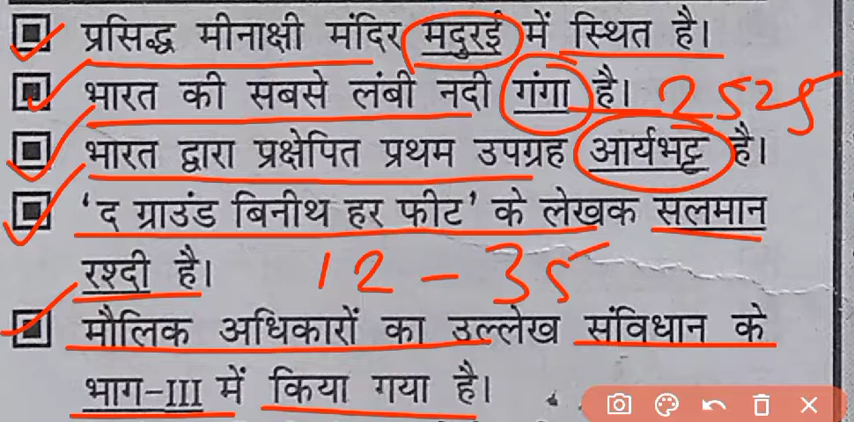 प्रसिद्ध मीनाक्षी मंदिर मदुरई में स्थित है।
भारत की सबसे लंबी नदी गंगा है। 2525
भारत द्वारा प्रक्षेपित प्रथम उपग्रह आर्यभट्ट है।
'द ग्राउंड बिनीथ हर फीट' के लेखक सलमान
रश्दी है। 12-35
मौलिक अधिकारों का उल्लेख संविधान के
भाग-III में किया गया है।